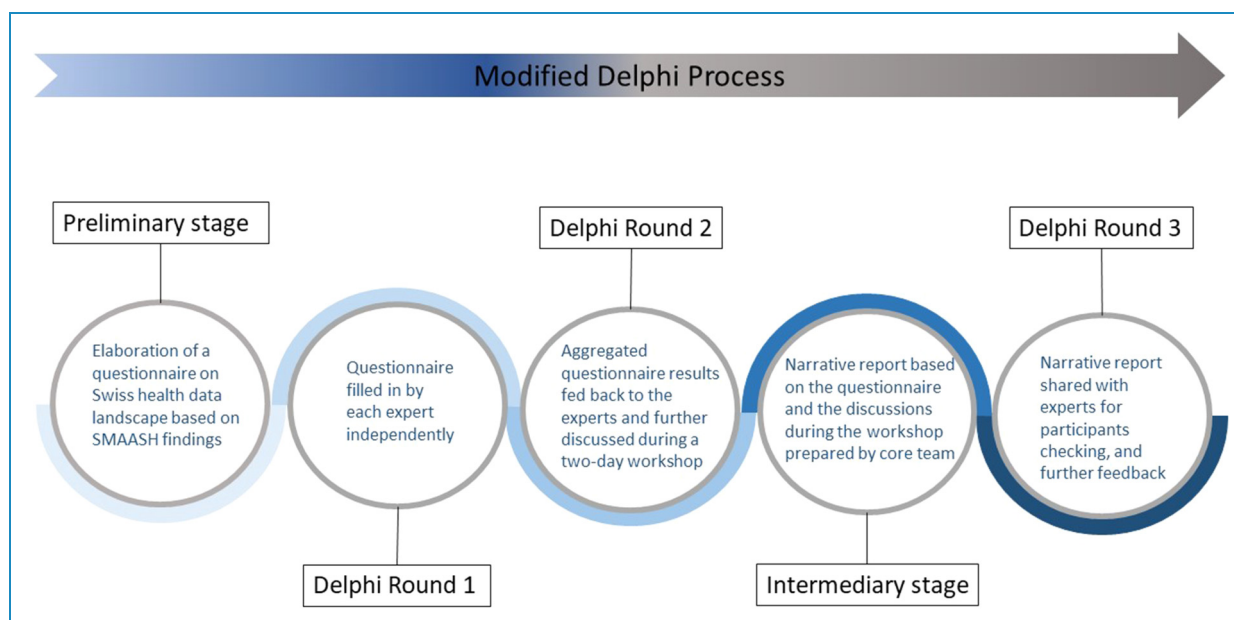 Modified Delphi Process
Preliminary stage
Elaboration of a
questionnaire on
Swiss health data
landscape based on
SMAASH findings
Questionnaire
filled in by
each expert
independently
Delphi Round 1
Delphi Round 2
Aggregated
questionnaire results
fed back to the
experts and further
discussed during a
two-day workshop
Narrative report based
on the questionnaire
and the discussions
during the workshop
prepared by core team
Intermediary stage
Delphi Round 3
Narrative report
shared with
experts for
participants
checking, and
further feedback